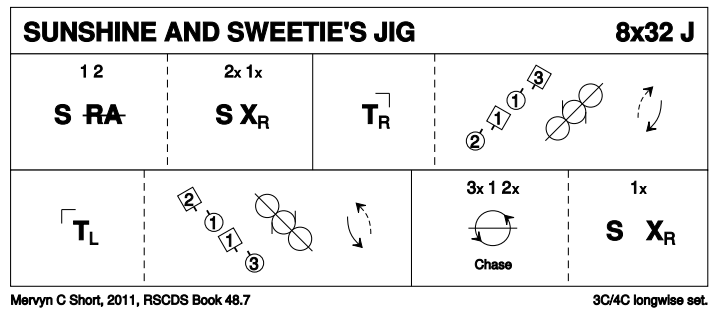 SUNSHINE AND SWEETIE'S JIG 8x32 J
1 2 2x 1x
S RA S XR TR 2 1 1 3
TL 2 1 1 3
3x 1 2x 1x
Chase S XR
Mervyn C Short, 2011, RSCDS Book 48.7 3C/4C longwise set.